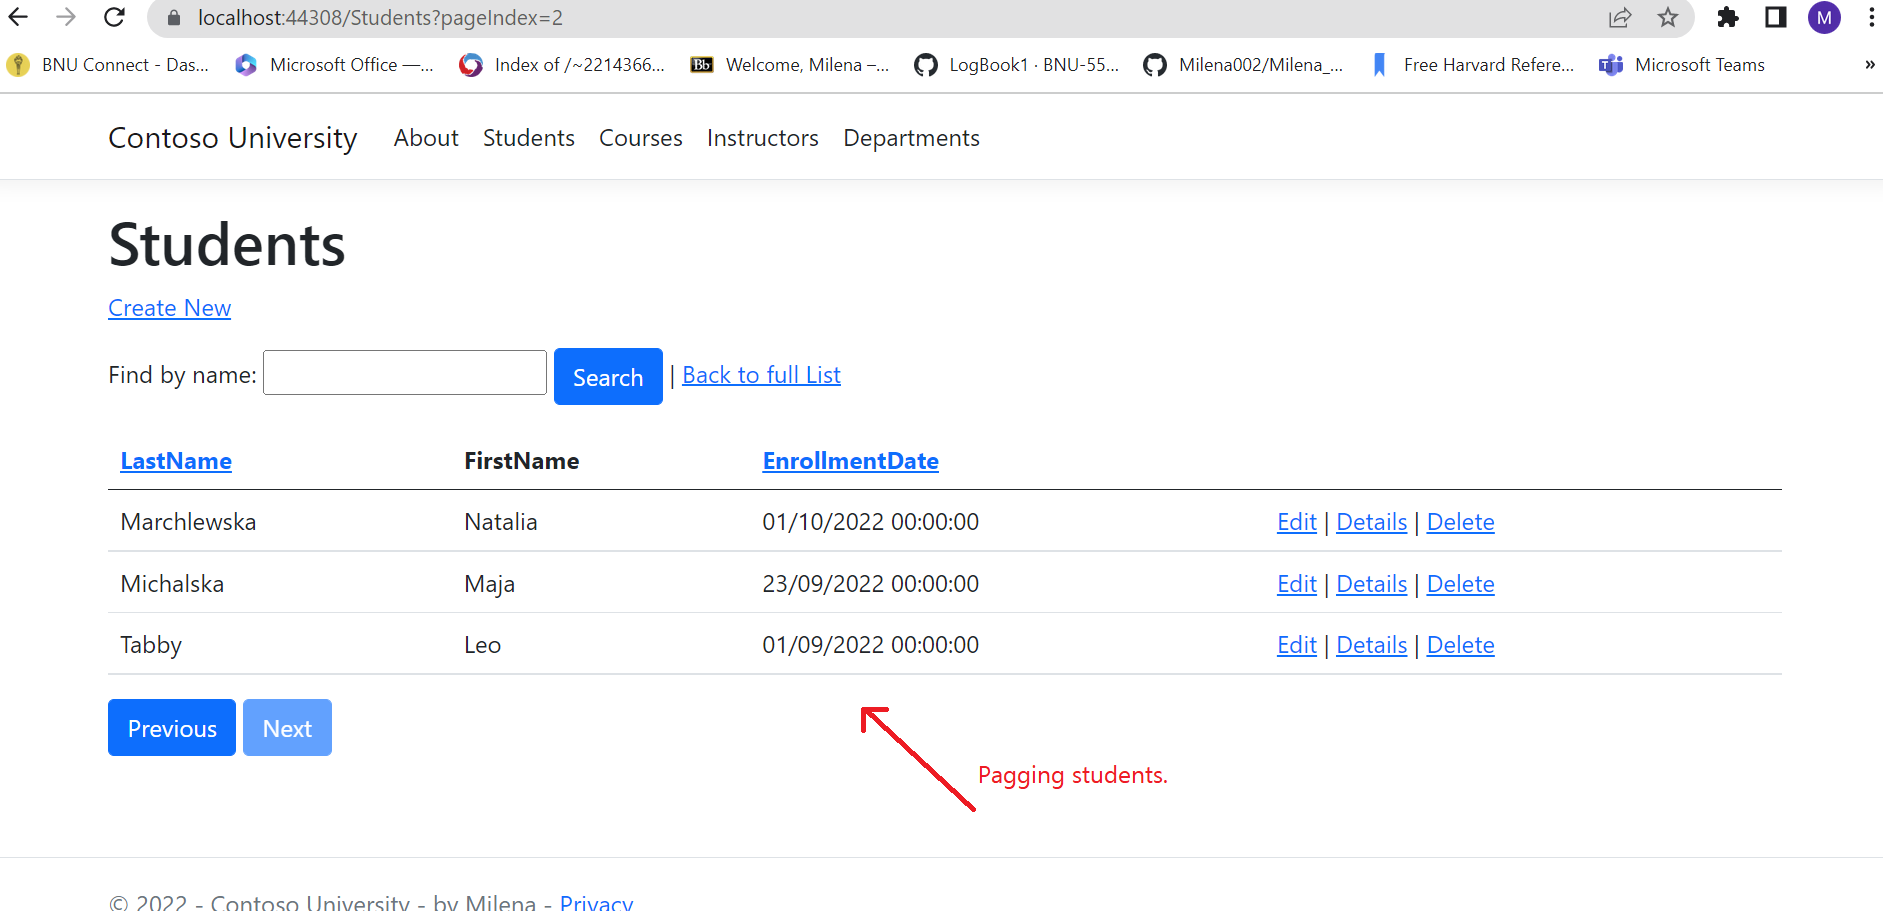 localhost:44308/Students?pageIndex=2
M
BNU Connect - Das... Microsoft Office —... Index of /~2214366... Bb Welcome, Milena –... LogBook1 · BNU-55... Milena002/Milena_... Free Harvard Refere... T Microsoft Teams »
Contoso University About Students Courses Instructors Departments
Students
Create New
Find by name: Search | Back to full List
LastName FirstName EnrollmentDate
Marchlewska Natalia 01/10/2022 00:00:00 Edit | Details | Delete
Michalska Maja 23/09/2022 00:00:00 Edit | Details | Delete
Tabby Leo 01/09/2022 00:00:00 Edit | Details | Delete
Previous Next
Pagging students.
© 2022 - Contoso University - by Milena - Privacy